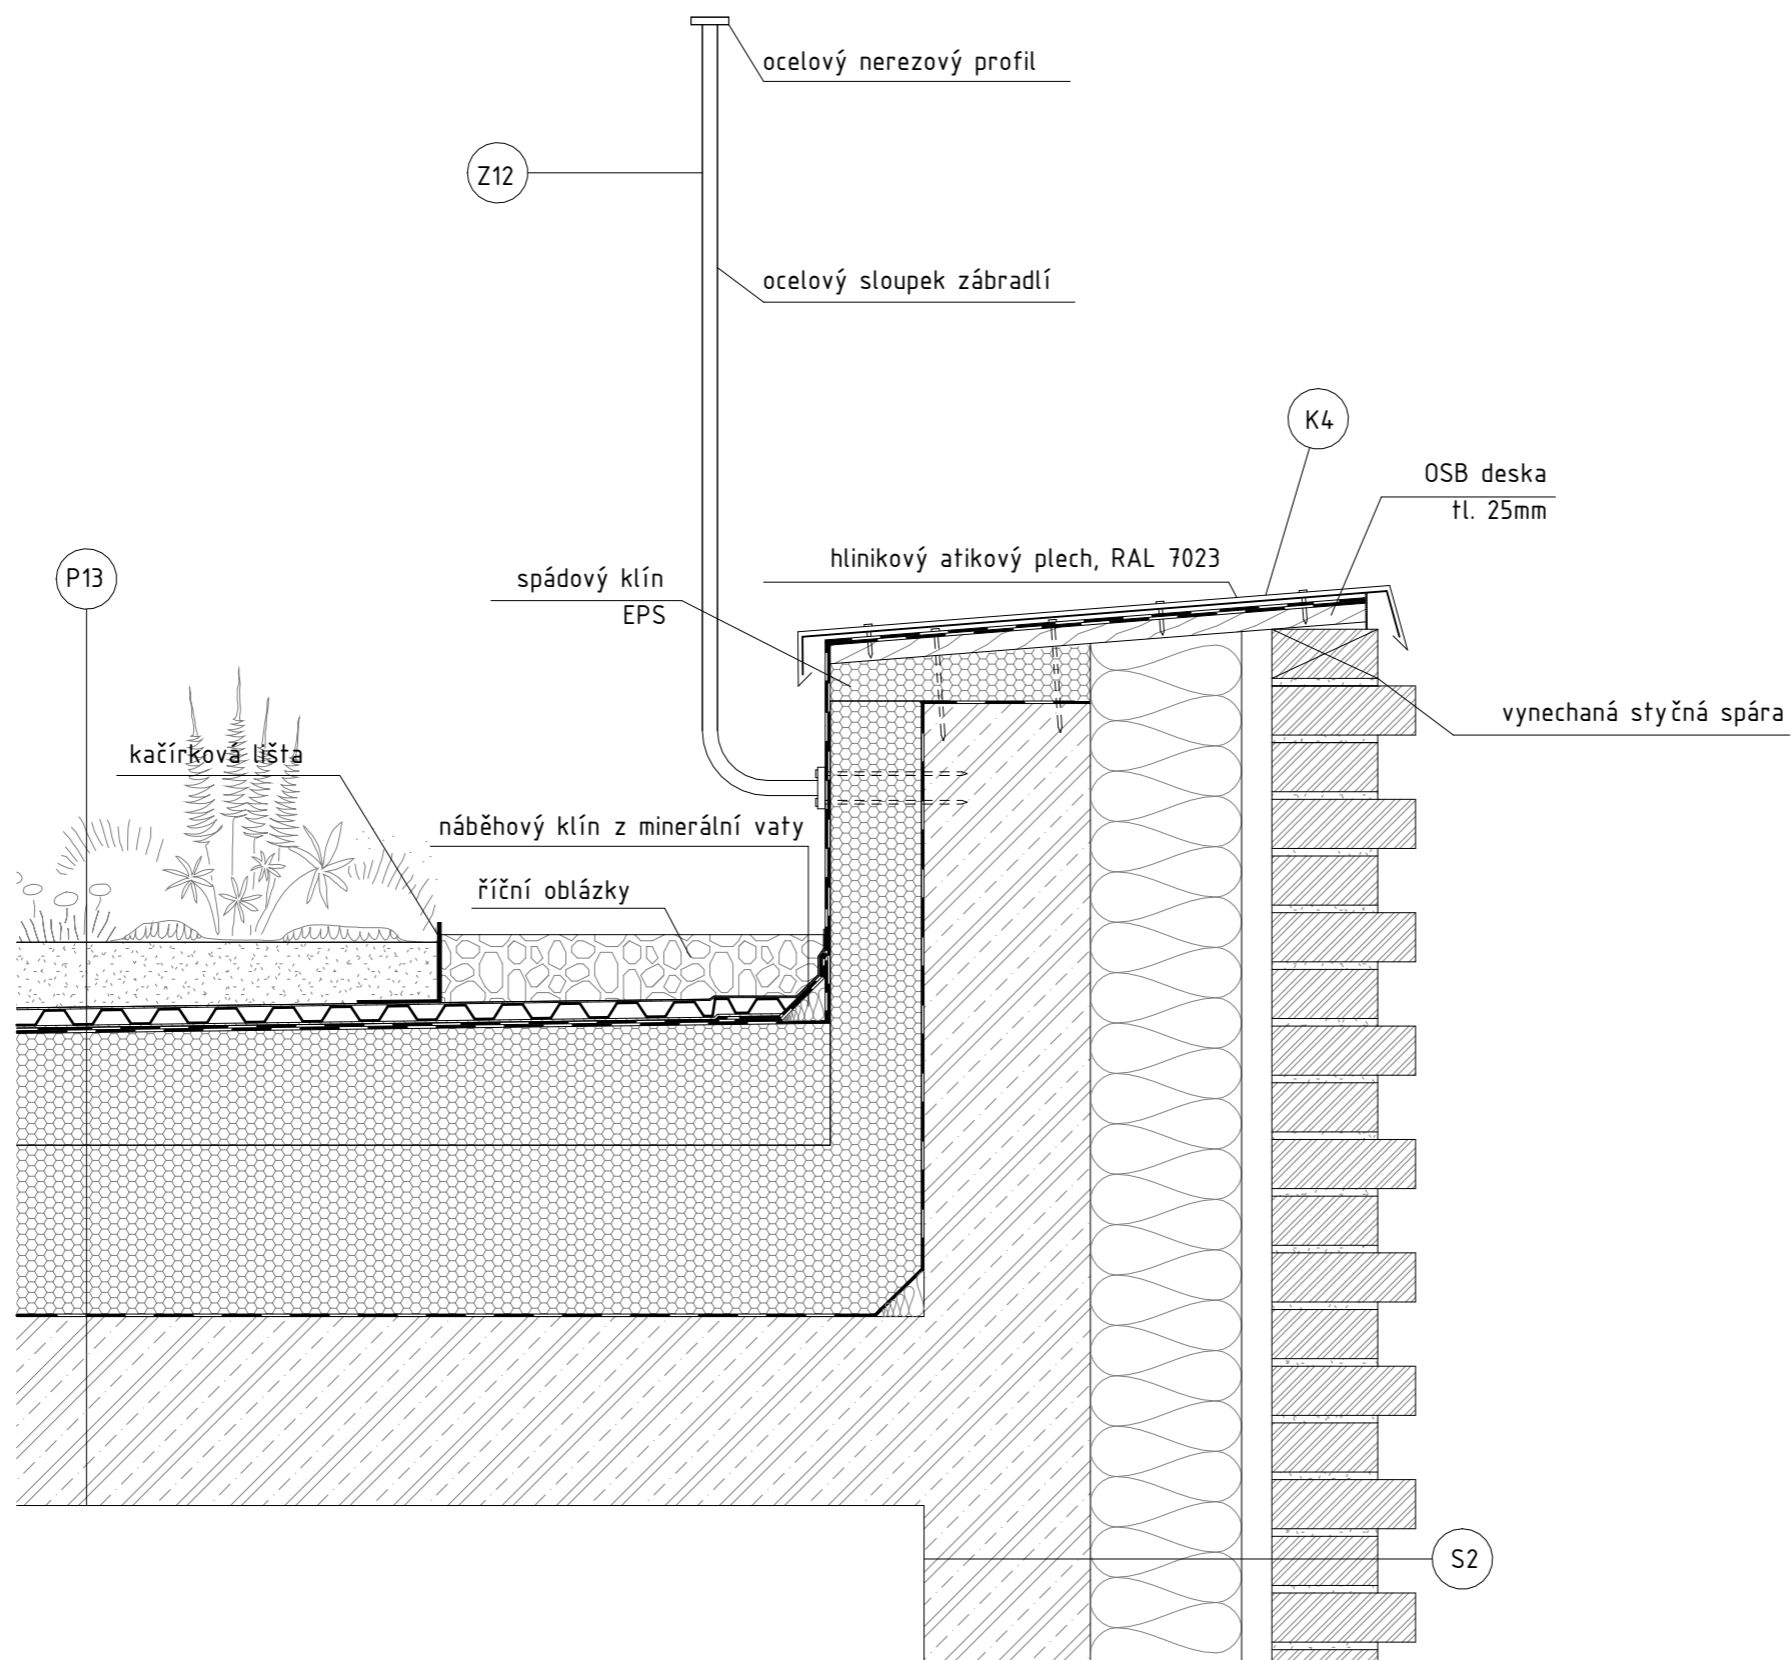 ocelový nerezový profil
Z12
ocelový sloupek zábradlí
K4
OSB deska
tl. 25mm
hlinikový atikový plech, RAL 7023
P13
spádový klín
EPS
vynechaná styčná spára
kačírková lišta
náběhový klín z minerální vaty
říční oblázky
S2